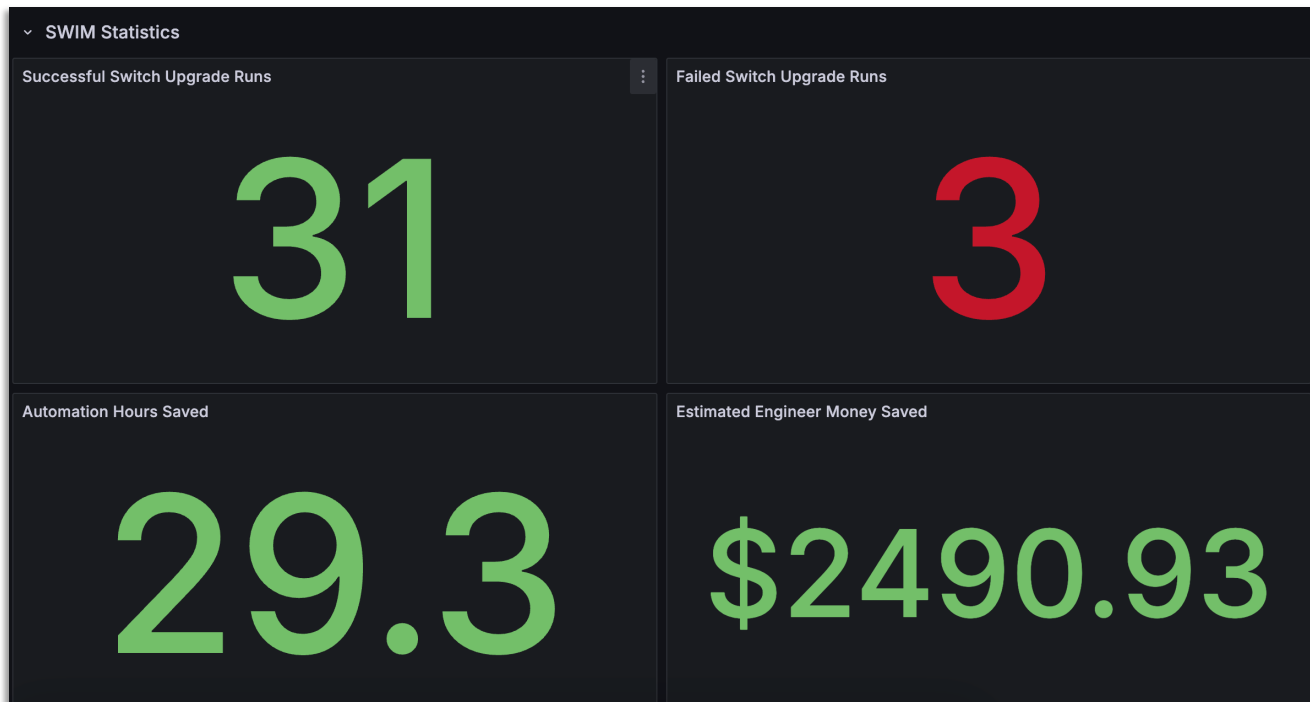 SWIM Statistics
Successful Switch Upgrade Runs
31
Failed Switch Upgrade Runs
3
Automation Hours Saved
29.3
Estimated Engineer Money Saved
$2490.93